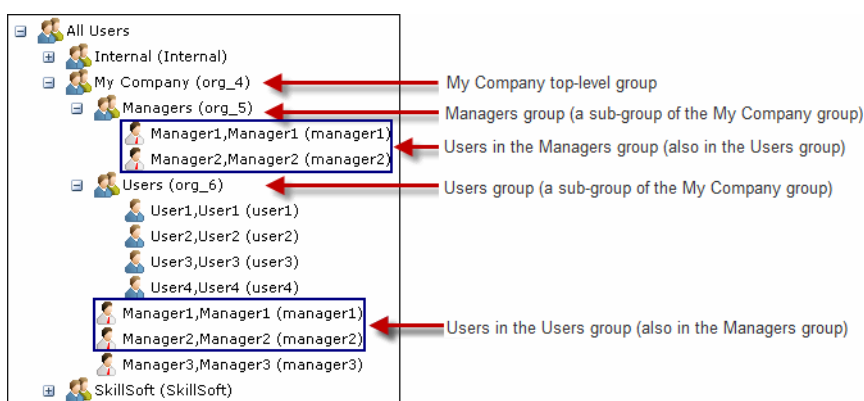 All Users
Internal (Internal)
My Company (org_4)
My Company top-level group
Managers (org_5)
Managers group (a sub-group of the My Company group)
Manager1,Manager1 (manager1)
Manager2,Manager2 (manager2)
Users in the Managers group (also in the Users group)
Users (org_6)
Users group (a sub-group of the My Company group)
User1,User1 (user1)
User2,User2 (user2)
User3,User3 (user3)
User4,User4 (user4)
Manager1,Manager1 (manager1)
Manager2,Manager2 (manager2)
Users in the Users group (also in the Managers group)
Manager3,Manager3 (manager3)
SkillSoft (SkillSoft)